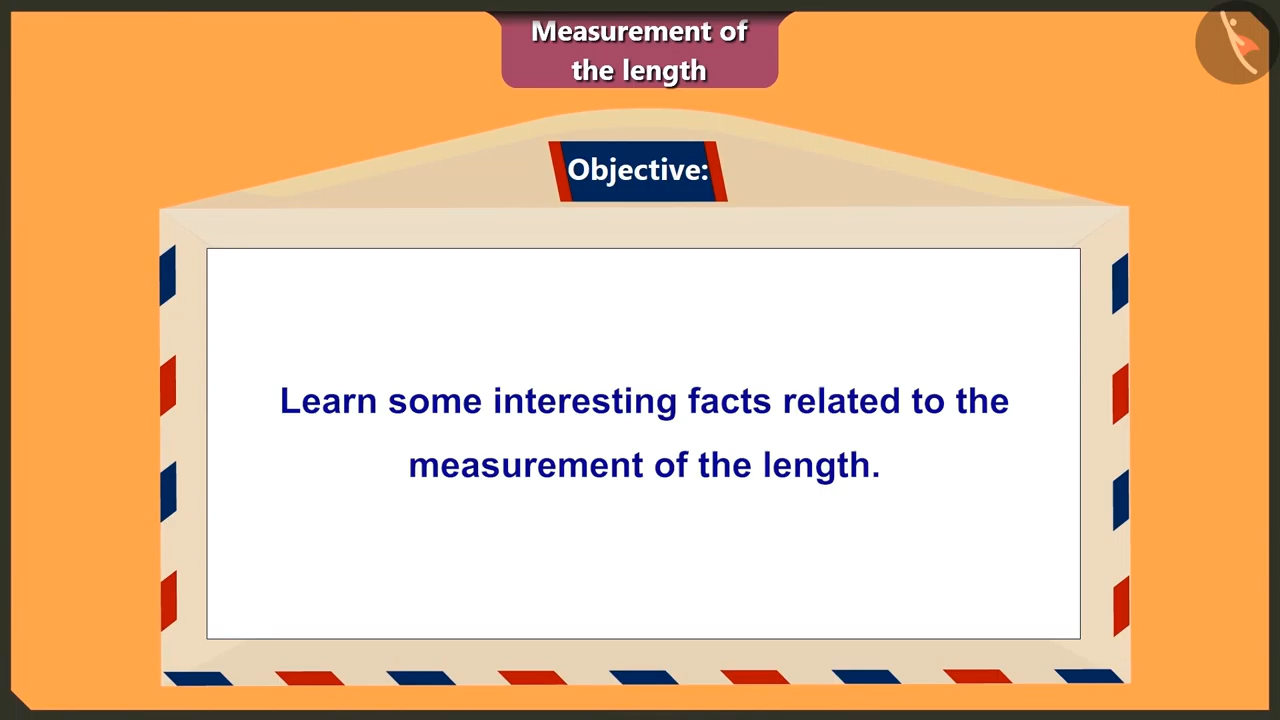 Measurement of
the length
Objective:
Learn some interesting facts related to the
measurement of the length.